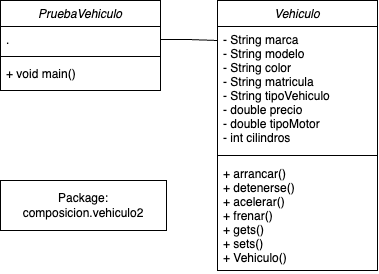 PruebaVehiculo
.
+ void main()
Vehiculo
- String marca
- String modelo
- String color
- String matricula
- String tipoVehiculo
- double precio
- double tipoMotor
- int cilindros
+ arrancar()
+ detenerse()
+ acelerar()
+ frenar()
+ gets()
+ sets()
+ Vehiculo()
Package:
composicion.vehiculo2